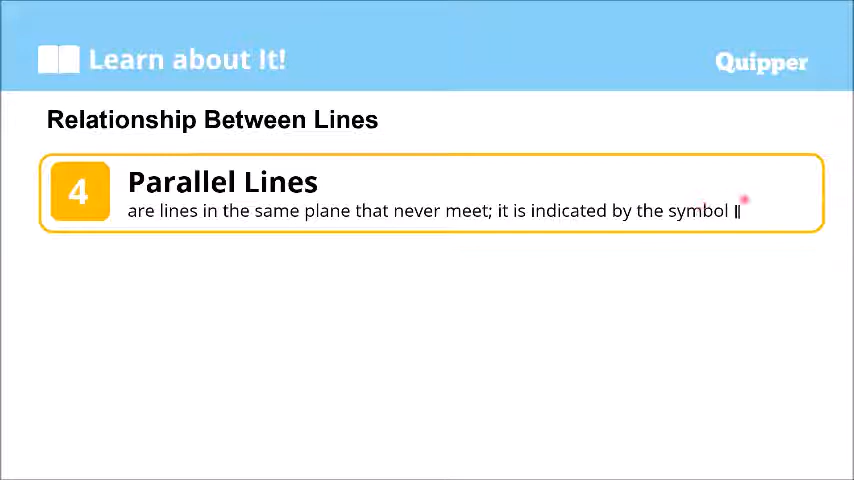 Learn about It!
Quipper
Relationship Between Lines
4
Parallel Lines
are lines in the same plane that never meet; it is indicated by the symbol ∥